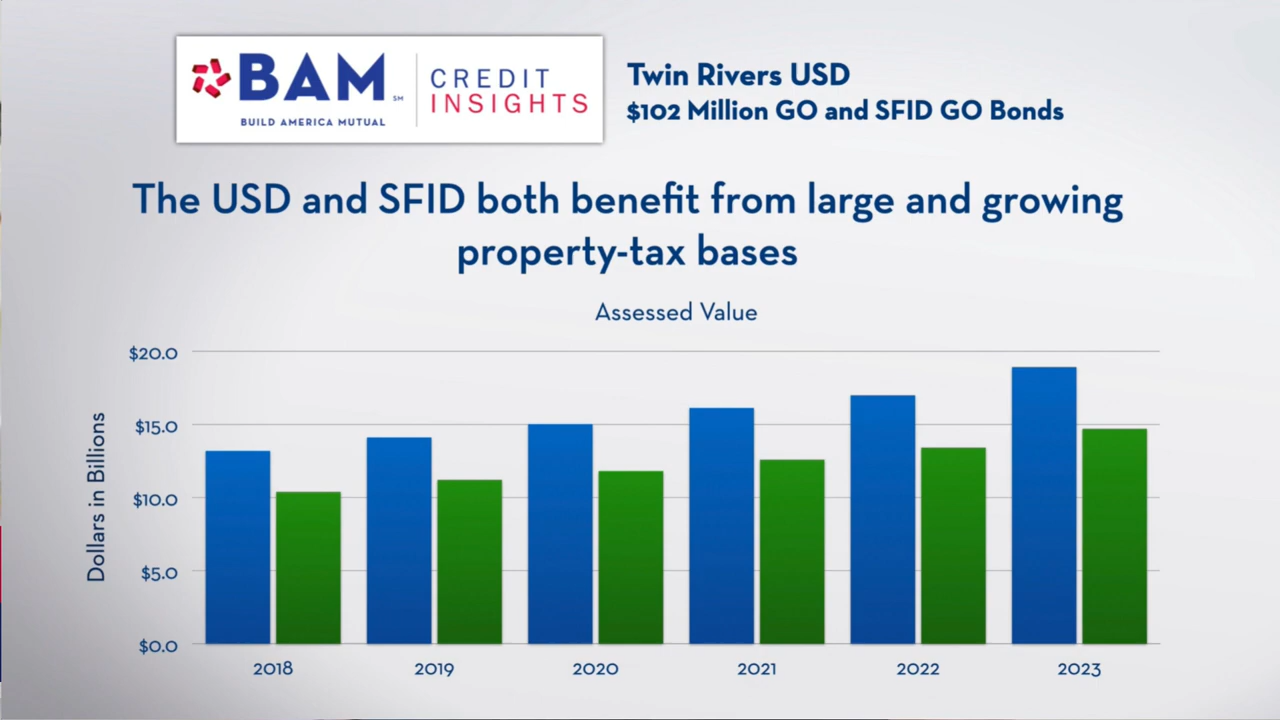 BAM SM
BUILD AMERICA MUTUAL
CREDIT
INSIGHTS
Twin Rivers USD
$102 Million GO and SFID GO Bonds
The USD and SFID both benefit from large and growing
property-tax bases
Assessed Value
Dollars in Billions
$20.0
$15.0
$10.0
$5.0
$0.0
2018 2019 2020 2021 2022 2023